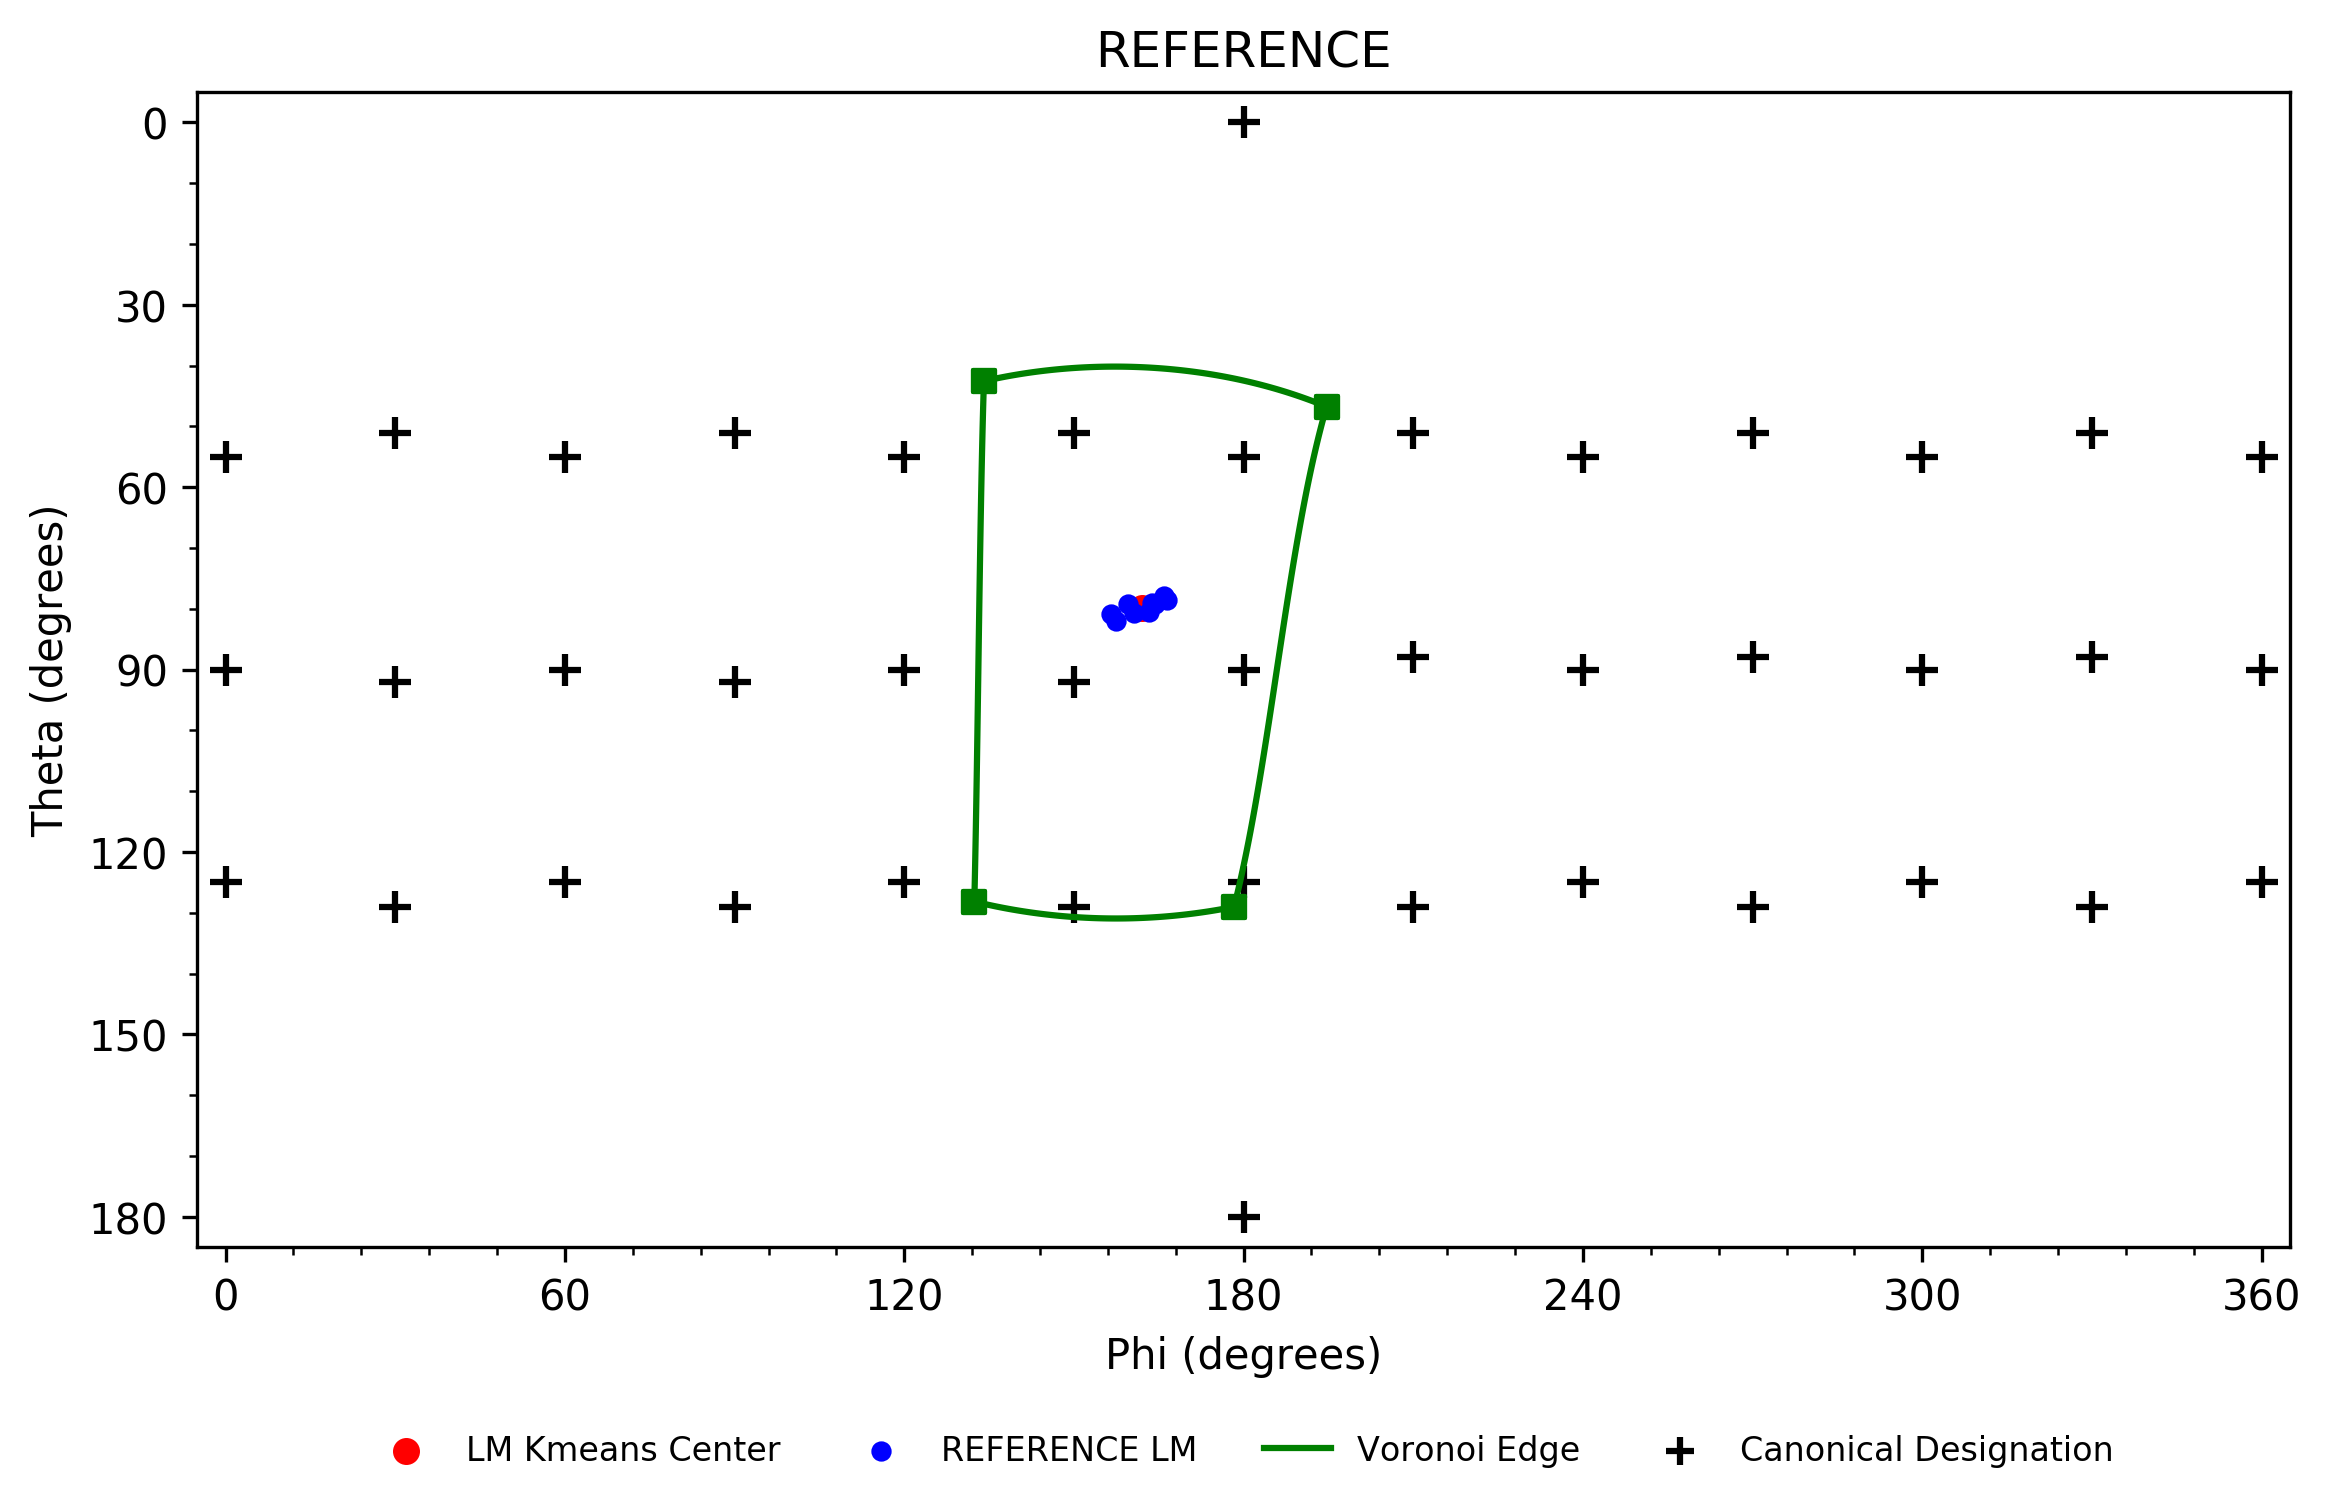 REFERENCE
0
30
60
90
120
150
180
Theta (degrees)
0 60 120 180 240 300 360
Phi (degrees)
LM Kmeans Center REFERENCE LM Voronoi Edge Canonical Designation